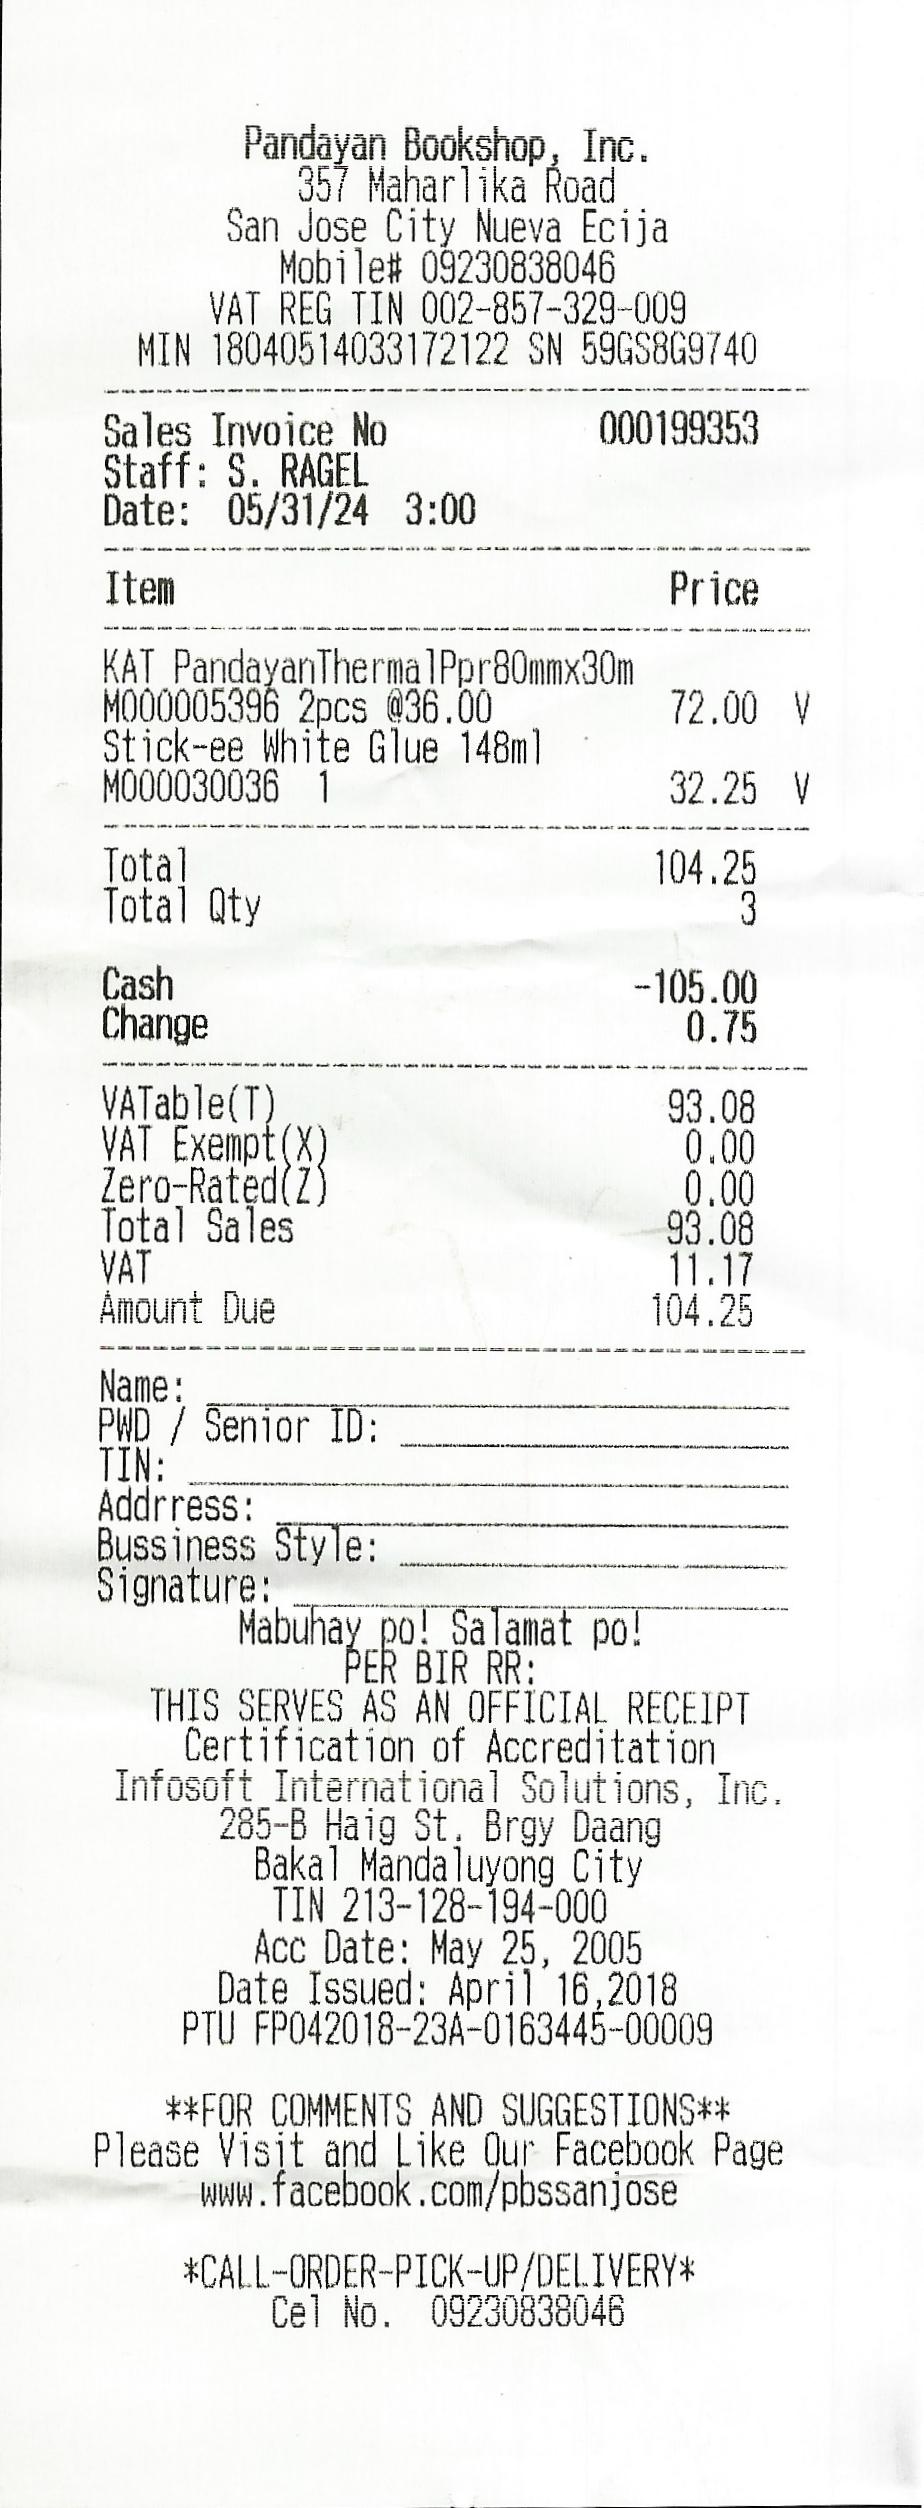 Pandayan Bookshop, Inc.
357 Maharlika Road
San Jose City Nueva Ecija
Mobile# 09230838046
VAT REG TIN 002-857-329-009
MIN 18040514033172122 SN 59GS8G9740
Sales Invoice No 000199353
Staff: S. RAGEL
Date: 05/31/24 3:00
Item Price
KAT PandayanThermalPpr80mmx30m
M000005396 2pcs @36.00 72.00 V
Stick-ee White Glue 148ml
M000030036 1 32.25 V
Total 104.25
Total Qty 3
Cash -105.00
Change 0.75
VATable(T) 93.08
VAT Exempt(X) 0.00
Zero-Rated(Z) 0.00
Total Sales 93.08
VAT 11.17
Amount Due 104.25
Name:
PWD / Senior ID:
TIN:
Addrress:
Bussiness Style:
Signature:
Mabuhay po! Salamat po!
PER BIR RR:
THIS SERVES AS AN OFFICIAL RECEIPT
Certification of Accreditation
Infosoft International Solutions, Inc.
285-B Haig St. Brgy Daang
Bakal Mandaluyong City
TIN 213-128-194-000
Acc Date: May 25, 2005
Date Issued: April 16,2018
PTU FP042018-23A-0163445-00009
**FOR COMMENTS AND SUGGESTIONS**
Please Visit and Like Our Facebook Page
www.facebook.com/pbssanjose
*CALL-ORDER-PICK-UP/DELIVERY*
Cel No. 09230838046